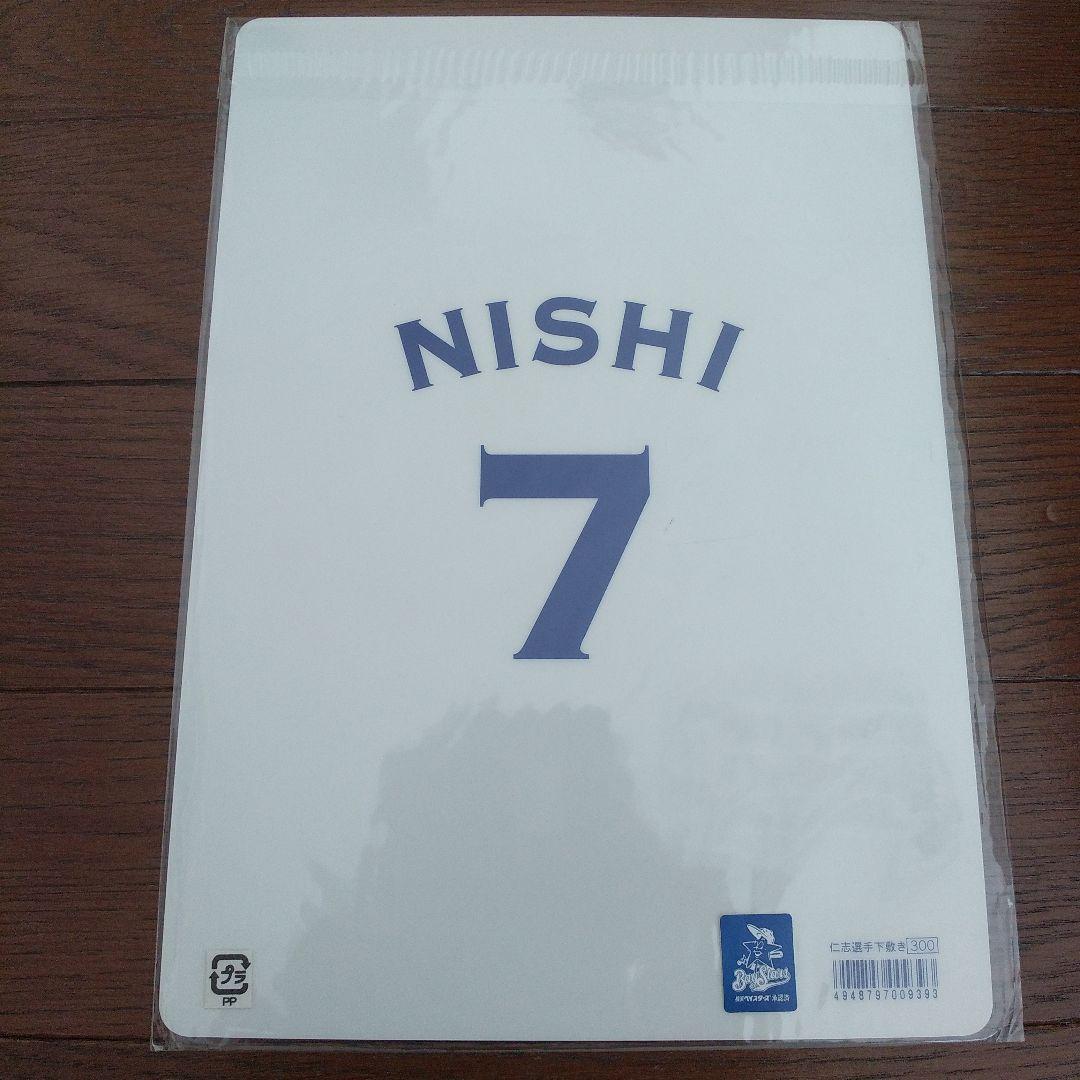 NISHI
7
プラ
PP
BayStars
横浜ベイスターズ 承認済
仁志選手下敷き 300
4948797009393